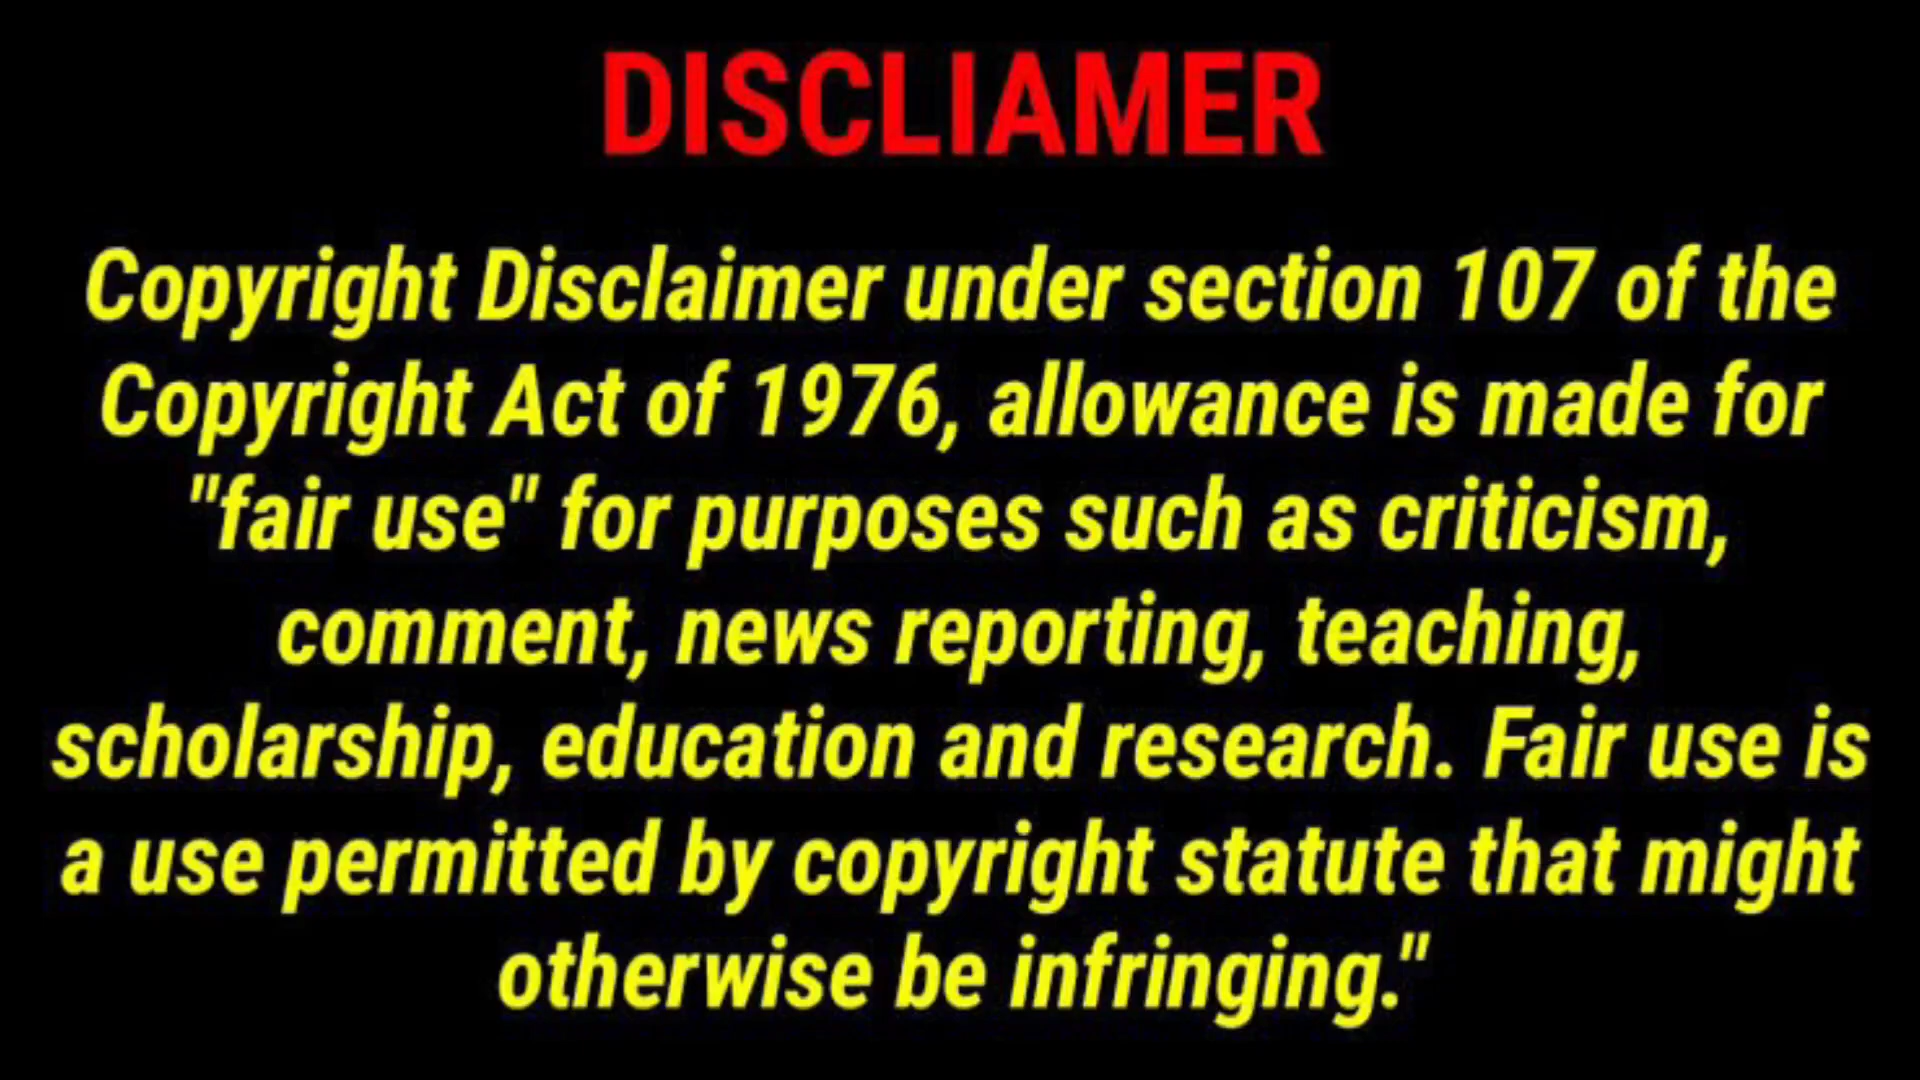 DISCLIAMER
Copyright Disclaimer under section 107 of the
Copyright Act of 1976, allowance is made for
"fair use" for purposes such as criticism,
comment, news reporting, teaching,
scholarship, education and research. Fair use is
a use permitted by copyright statute that might
otherwise be infringing."